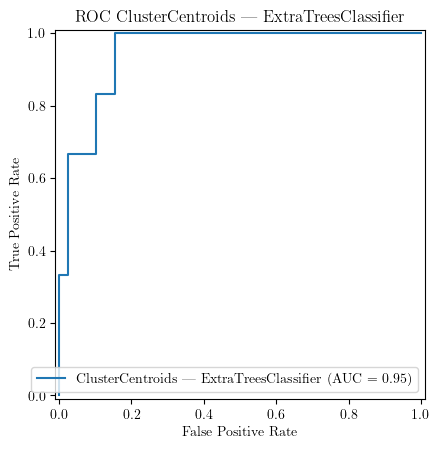 ROC ClusterCentroids — ExtraTreesClassifier
1.0
0.8
0.6
0.4
0.2
0.0
True Positive Rate
ClusterCentroids — ExtraTreesClassifier (AUC = 0.95)
0.0 0.2 0.4 0.6 0.8 1.0
False Positive Rate